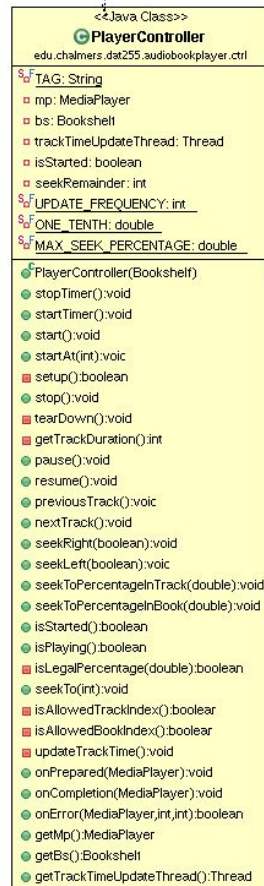 <<Java Class>>
PlayerController
edu.chalmers.dat255.audiobookplayer.ctrl
S F TAG: String
mp: MediaPlayer
bs: Bookshelf
trackTimeUpdateThread: Thread
isStarted: boolean
seekRemainder: int
S F UPDATE_FREQUENCY: int
S F ONE_TENTH: double
S F MAX_SEEK_PERCENTAGE: double
C PlayerController(Bookshelf)
stopTimer():void
startTimer():void
start():void
startAt(int):void
setup():boolean
stop():void
tearDown():void
getTrackDuration():int
pause():void
resume():void
previousTrack():void
nextTrack():void
seekRight(boolean):void
seekLeft(boolean):void
seekToPercentageInTrack(double):void
seekToPercentageInBook(double):void
isStarted():boolean
isPlaying():boolean
isLegalPercentage(double):boolean
seekTo(int):void
isAllowedTrackIndex():boolear
isAllowedBookIndex():boolear
updateTrackTime():void
onPrepared(MediaPlayer):void
onCompletion(MediaPlayer):void
onError(MediaPlayer,int,int):boolean
getMp():MediaPlayer
getBs():Bookshelf
getTrackTimeUpdateThread():Thread